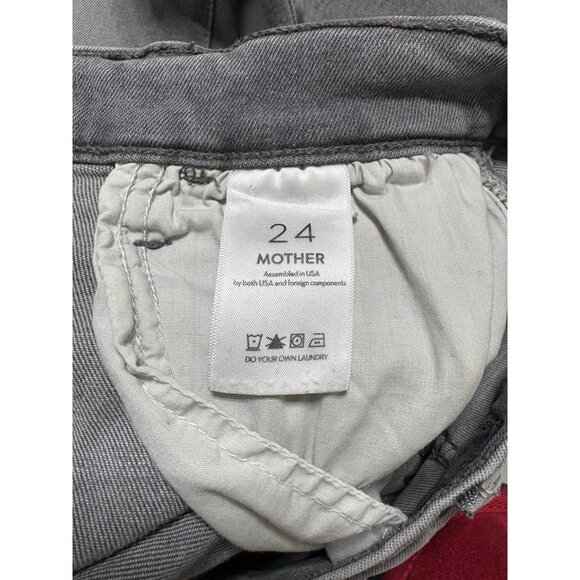 24
MOTHER
Assembled in USA
by both USA and foreign components
DO YOUR OWN LAUNDRY